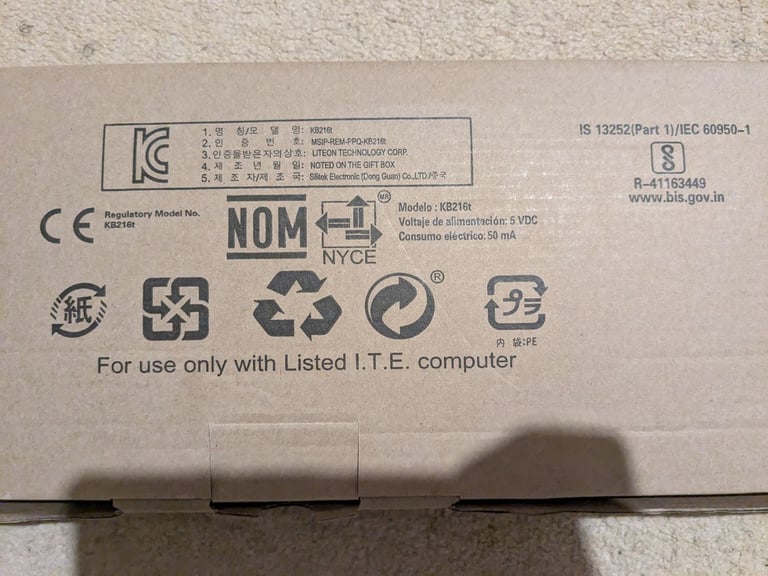 KC
1. 명 칭/모 델 명: KB216t
2. 인 증 번 호: MSIP-REM-PPQ-KB216t
3. 인증을받은자의상호: LITEON TECHNOLOGY CORP.
4. 제 조 년 월 일: NOTED ON THE GIFT BOX
5. 제 조 자/제 조 국: Silitek Electronic (Dong Guan) Co.,LTD./중국
IS 13252(Part 1)/IEC 60950-1
R-41163449
www.bis.gov.in
CE
Regulatory Model No.
KB216t
NOM
MR
NYCE
Modelo : KB216t
Voltaje de alimentación: 5 VDC
Consumo eléctrico: 50 mA
紙
®
プラ
内 袋:PE
For use only with Listed I.T.E. computer